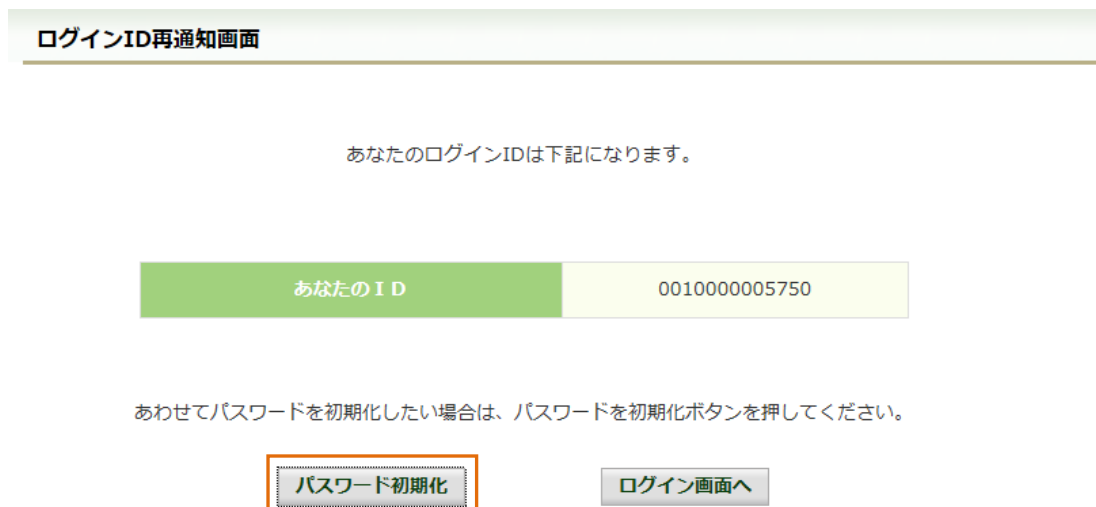 ログインID再通知画面
あなたのログインIDは下記になります。
あなたのＩＤ 0010000005750
あわせてパスワードを初期化したい場合は、パスワードを初期化ボタンを押してください。
パスワード初期化 ログイン画面へ